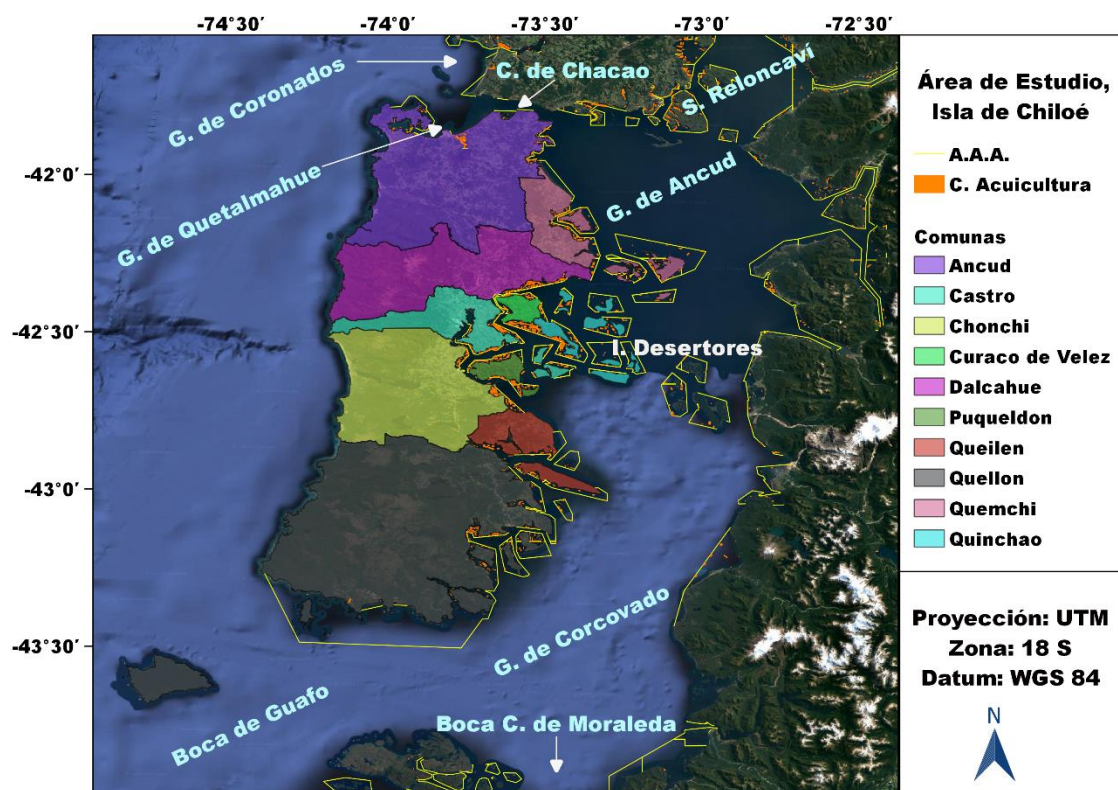 -74°30' -74°0' -73°30' -73°0' -72°30'
-42°0'
-42°30'
-43°0'
-43°30'
G. de Coronados
C. de Chacao
S. Reloncaví
G. de Quetalmahue
G. de Ancud
I. Desertores
G. de Corcovado
Boca de Guafo
Boca C. de Moraleda
Área de Estudio,
Isla de Chiloé
A.A.A.
C. Acuicultura
Comunas
Ancud
Castro
Chonchi
Curaco de Velez
Dalcahue
Puqueldon
Queilen
Quellon
Quemchi
Quinchao
Proyección: UTM
Zona: 18 S
Datum: WGS 84
N